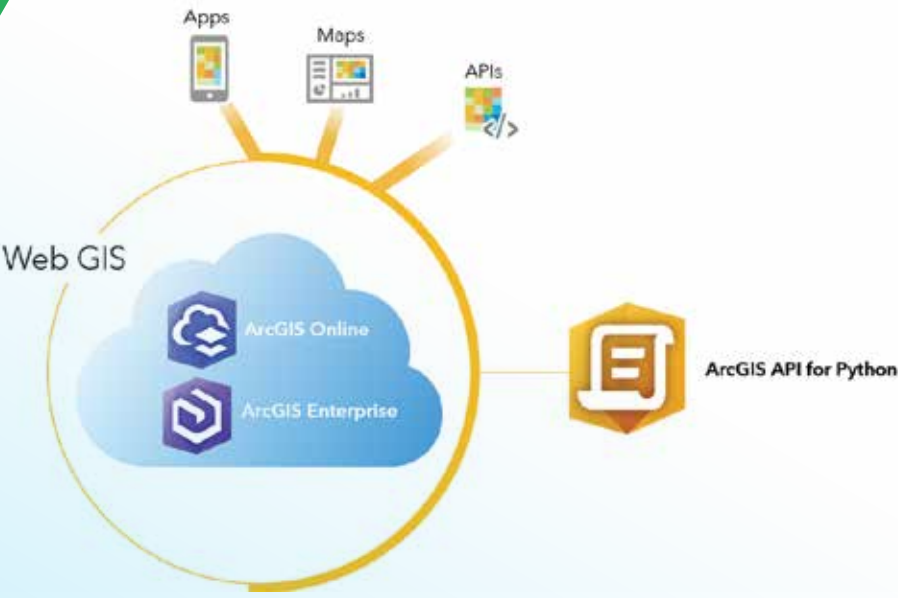 Apps
Maps
APIs
</>
Web GIS
ArcGIS Online
ArcGIS Enterprise
ArcGIS API for Python